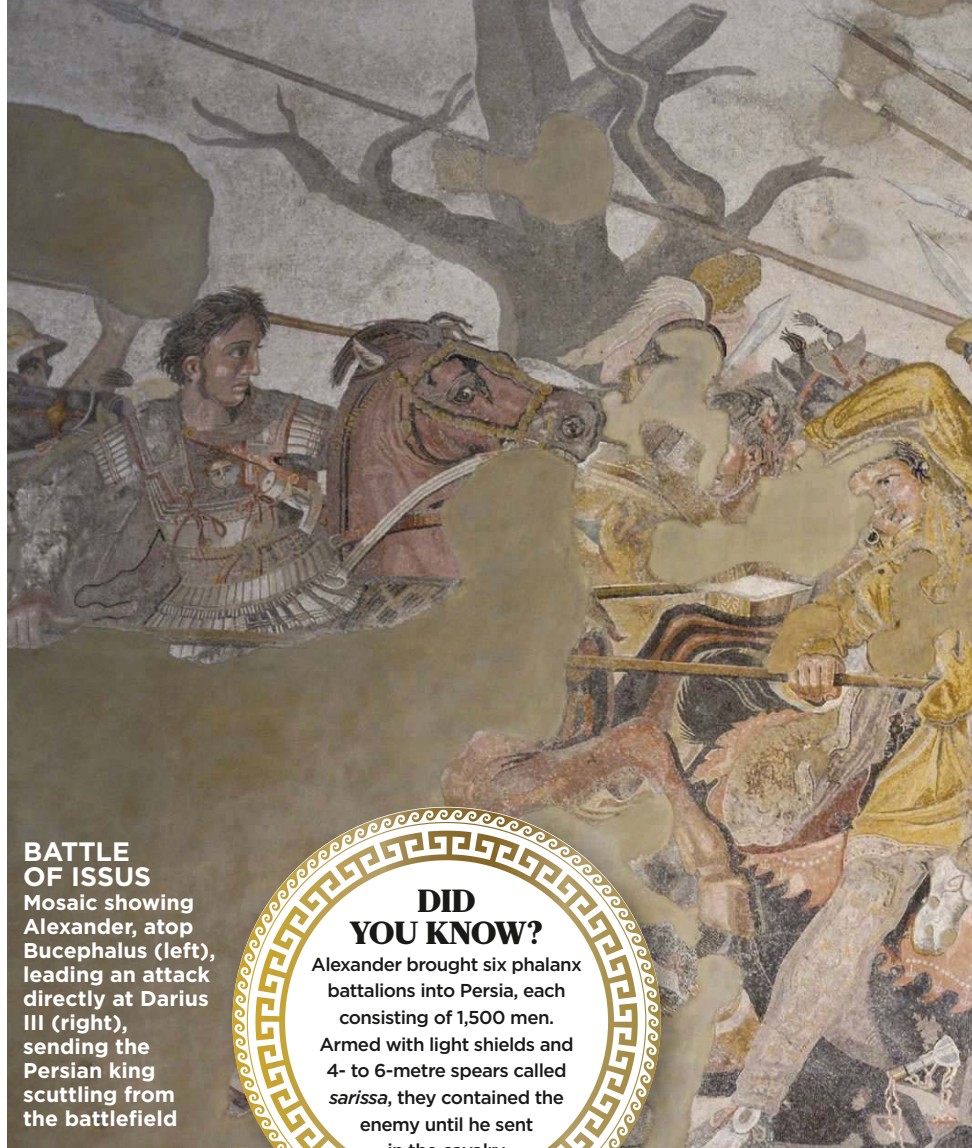 BATTLE
OF ISSUS
Mosaic showing
Alexander, atop
Bucephalus (left),
leading an attack
directly at Darius
III (right),
sending the
Persian king
scuttling from
the battlefield
DID
YOU KNOW?
Alexander brought six phalanx
battalions into Persia, each
consisting of 1,500 men.
Armed with light shields and
4- to 6-metre spears called
sarissa, they contained the
enemy until he sent
in the cavalry